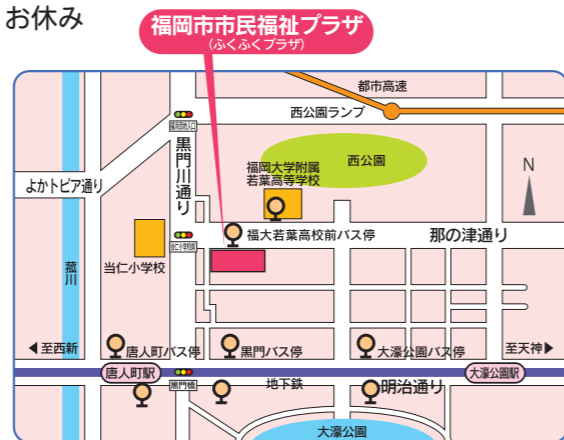 お休み
福岡市市民福祉プラザ
(ふくふくプラザ)
都市高速
西公園ランプ
黒門川通り
福岡大学附属
若葉高等学校
西公園
N
よかトピア通り
福大若葉高校前バス停
那の津通り
当仁小学校
菰川
◀至西新
唐人町バス停
黒門バス停
大濠公園バス停
至天神▶
唐人町駅
黒門橋
地下鉄
明治通り
大濠公園駅
大濠公園